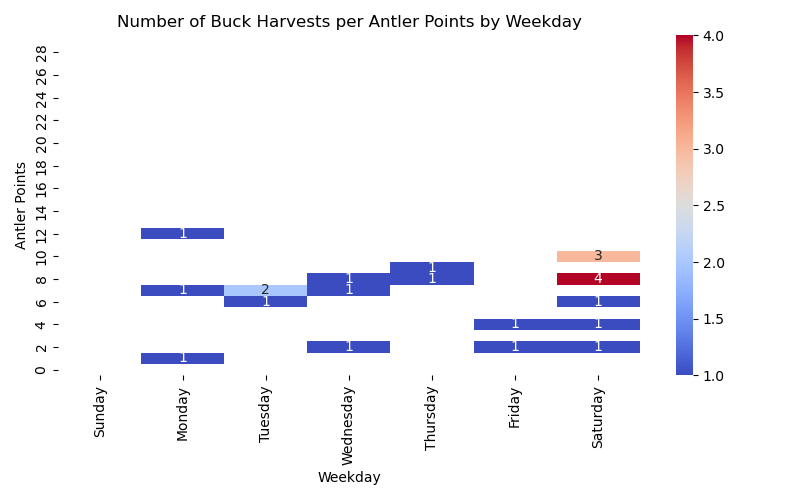 Number of Buck Harvests per Antler Points by Weekday
Antler Points
28
26
24
22
20
18
16
14
12
10
8
6
4
2
0
1
3
1
1 1 4
1 2 1
1 1
1 1
1 1 1
1
Sunday
Monday
Tuesday
Wednesday
Thursday
Friday
Saturday
Weekday
4.0
3.5
3.0
2.5
2.0
1.5
1.0